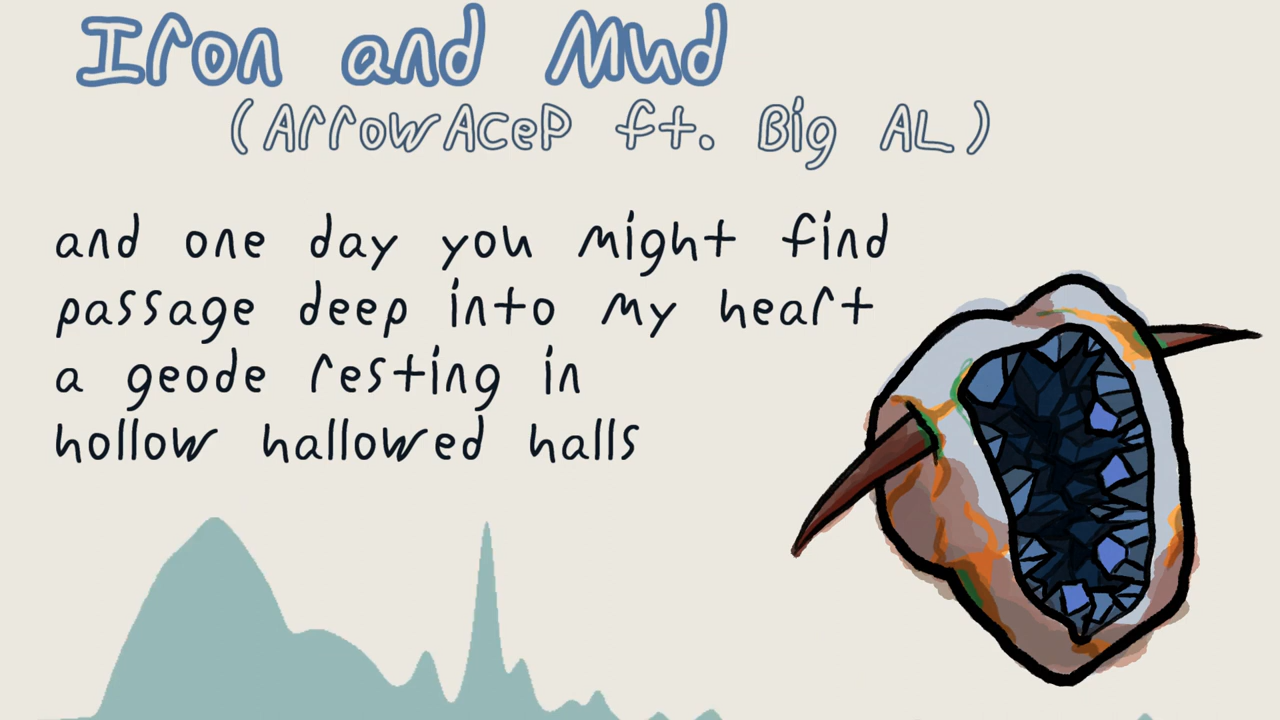 Iron and Mud
(ArrowAceP ft. Big AL)
and one day you might find
passage deep into my heart
a geode resting in
hollow hallowed halls